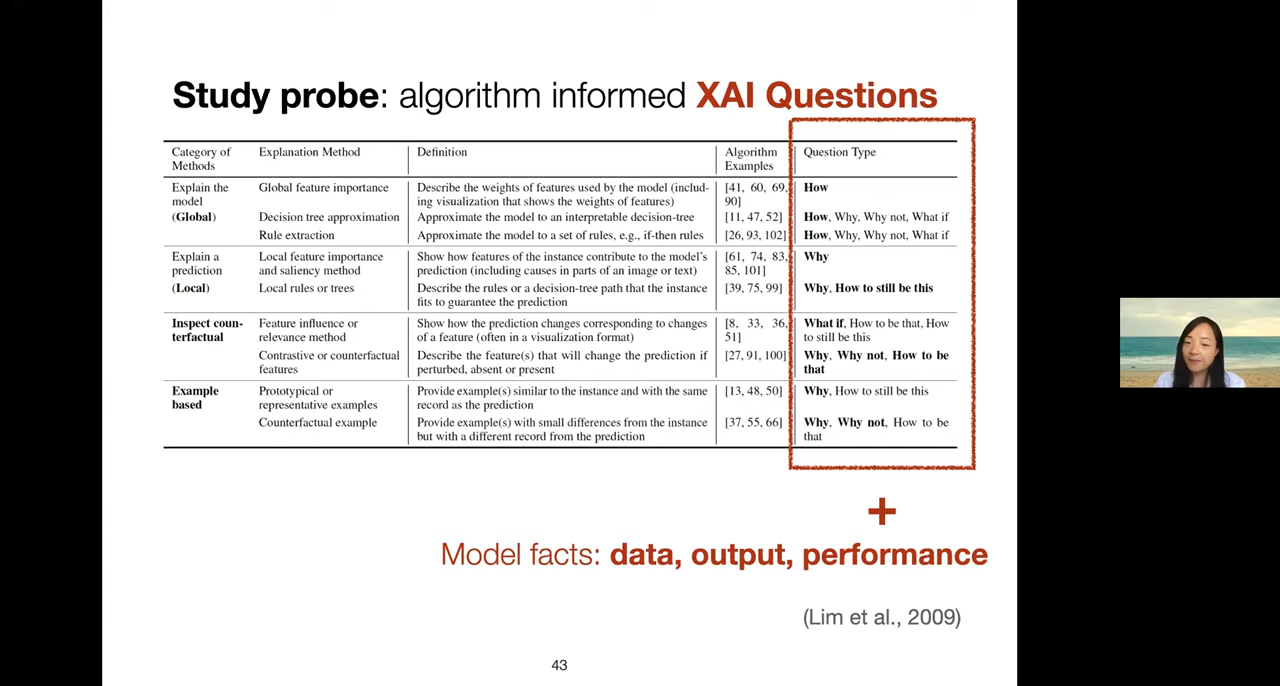 Study probe: algorithm informed XAI Questions
Category of Methods Explanation Method Definition Algorithm Examples Question Type
Explain the model (Global) Global feature importance Describe the weights of features used by the model (includ-
ing visualization that shows the weights of features) [41, 60, 69, 90] How
Decision tree approximation Approximate the model to an interpretable decision-tree [11, 47, 52] How, Why, Why not, What if
Rule extraction Approximate the model to a set of rules, e.g., if-then rules [26, 93, 102] How, Why, Why not, What if
Explain a prediction (Local) Local feature importance and saliency method Show how features of the instance contribute to the model's
prediction (including causes in parts of an image or text) [61, 74, 83, 85, 101] Why
Local rules or trees Describe the rules or a decision-tree path that the instance
fits to guarantee the prediction [39, 75, 99] Why, How to still be this
Inspect coun-
terfactual Feature influence or relevance method Show how the prediction changes corresponding to changes
of a feature (often in a visualization format) [8, 33, 36, 51] What if, How to be that, How to still be this
Contrastive or counterfactual features Describe the feature(s) that will change the prediction if
perturbed, absent or present [27, 91, 100] Why, Why not, How to be that
Example based Prototypical or representative examples Provide example(s) similar to the instance and with the same
record as the prediction [13, 48, 50] Why, How to still be this
Counterfactual example Provide example(s) with small differences from the instance
but with a different record from the prediction [37, 55, 66] Why, Why not, How to be that
+
Model facts: data, output, performance
(Lim et al., 2009)
43